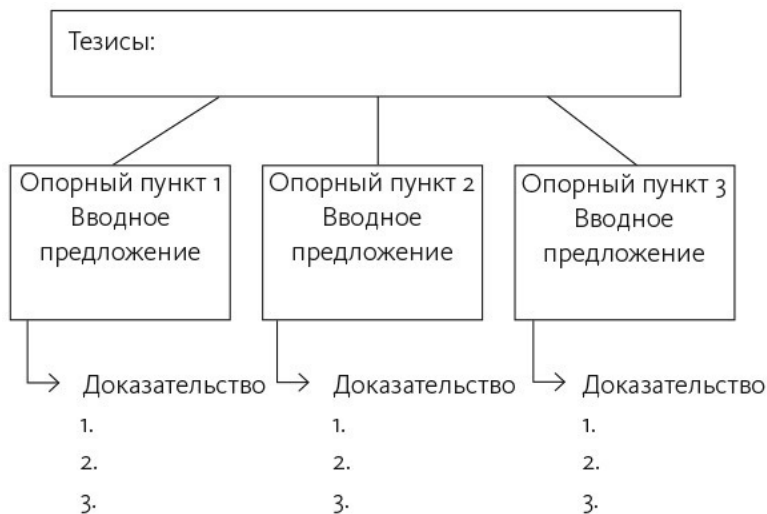 Тезисы:
Опорный пункт 1
Вводное
предложение
Опорный пункт 2
Вводное
предложение
Опорный пункт 3
Вводное
предложение
Доказательство
1.
2.
3.
Доказательство
1.
2.
3.
Доказательство
1.
2.
3.